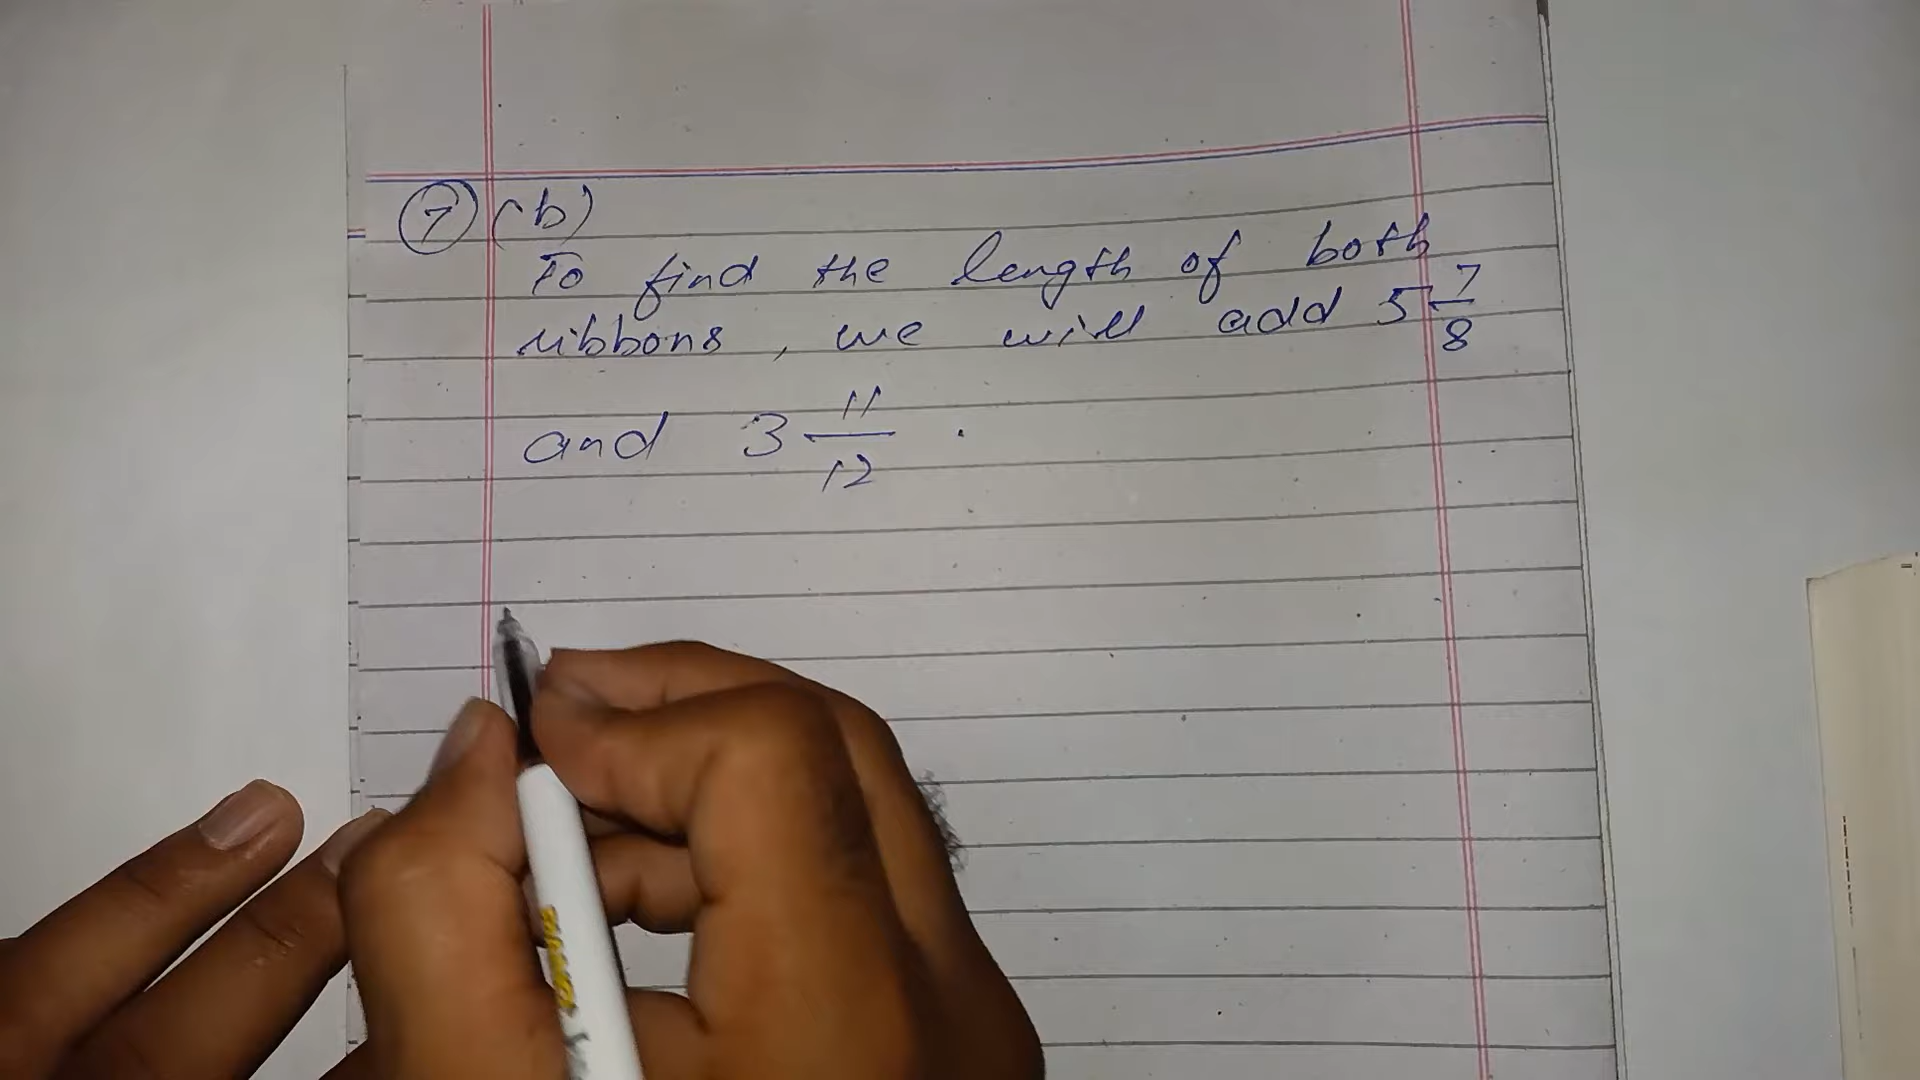 7 (b)
To find the length of both
ribbons, we will add 5 7/8
and 3 11/12 .